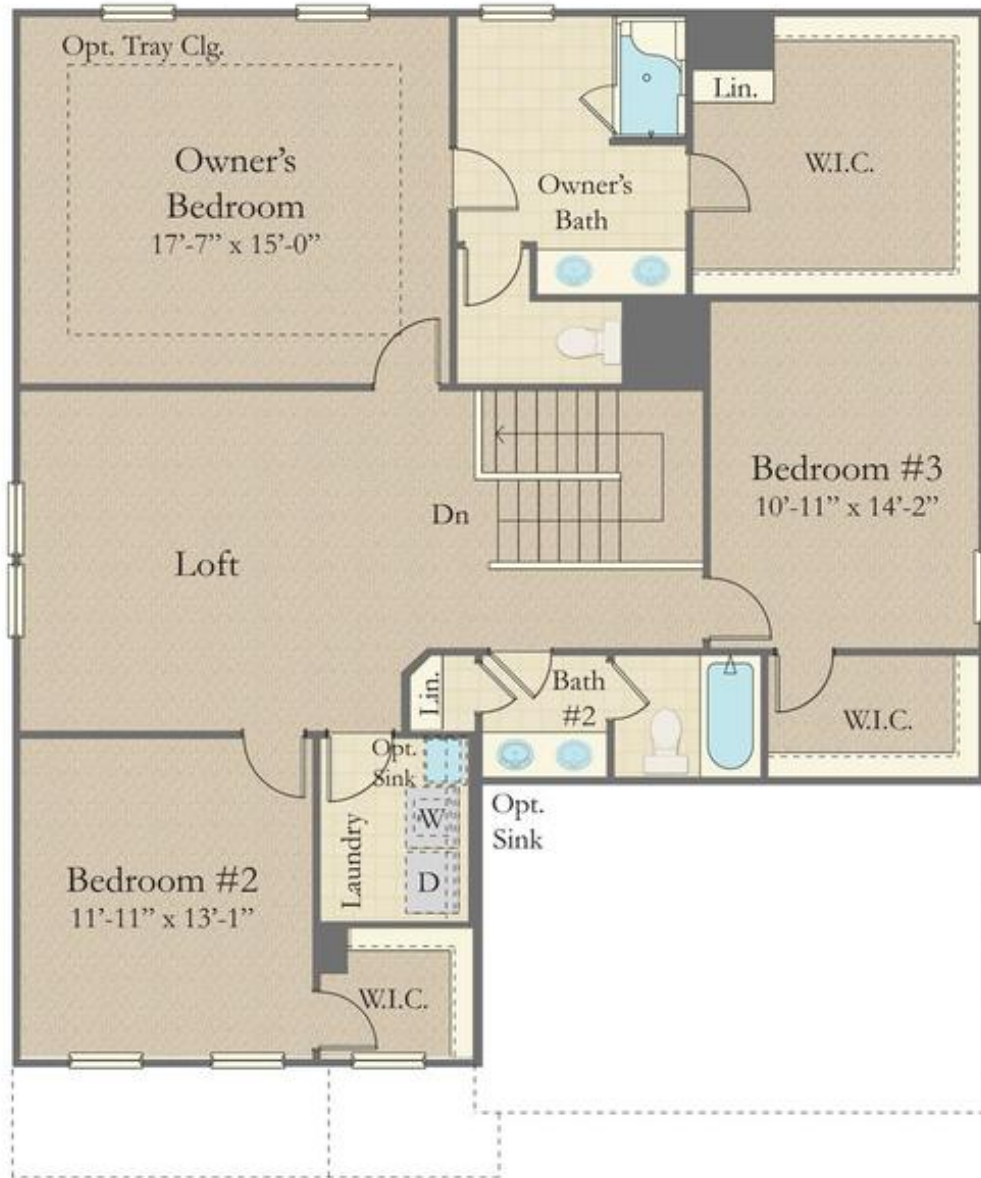 Opt. Tray Clg.
Owner's
Bedroom
17'-7" x 15'-0"
Owner's
Bath
Lin.
W.I.C.
Bedroom #3
10'-11" x 14'-2"
Dn
Loft
Lin.
Bath
#2
W.I.C.
Opt.
Sink
W
D
Laundry
Opt.
Sink
Bedroom #2
11'-11" x 13'-1"
W.I.C.